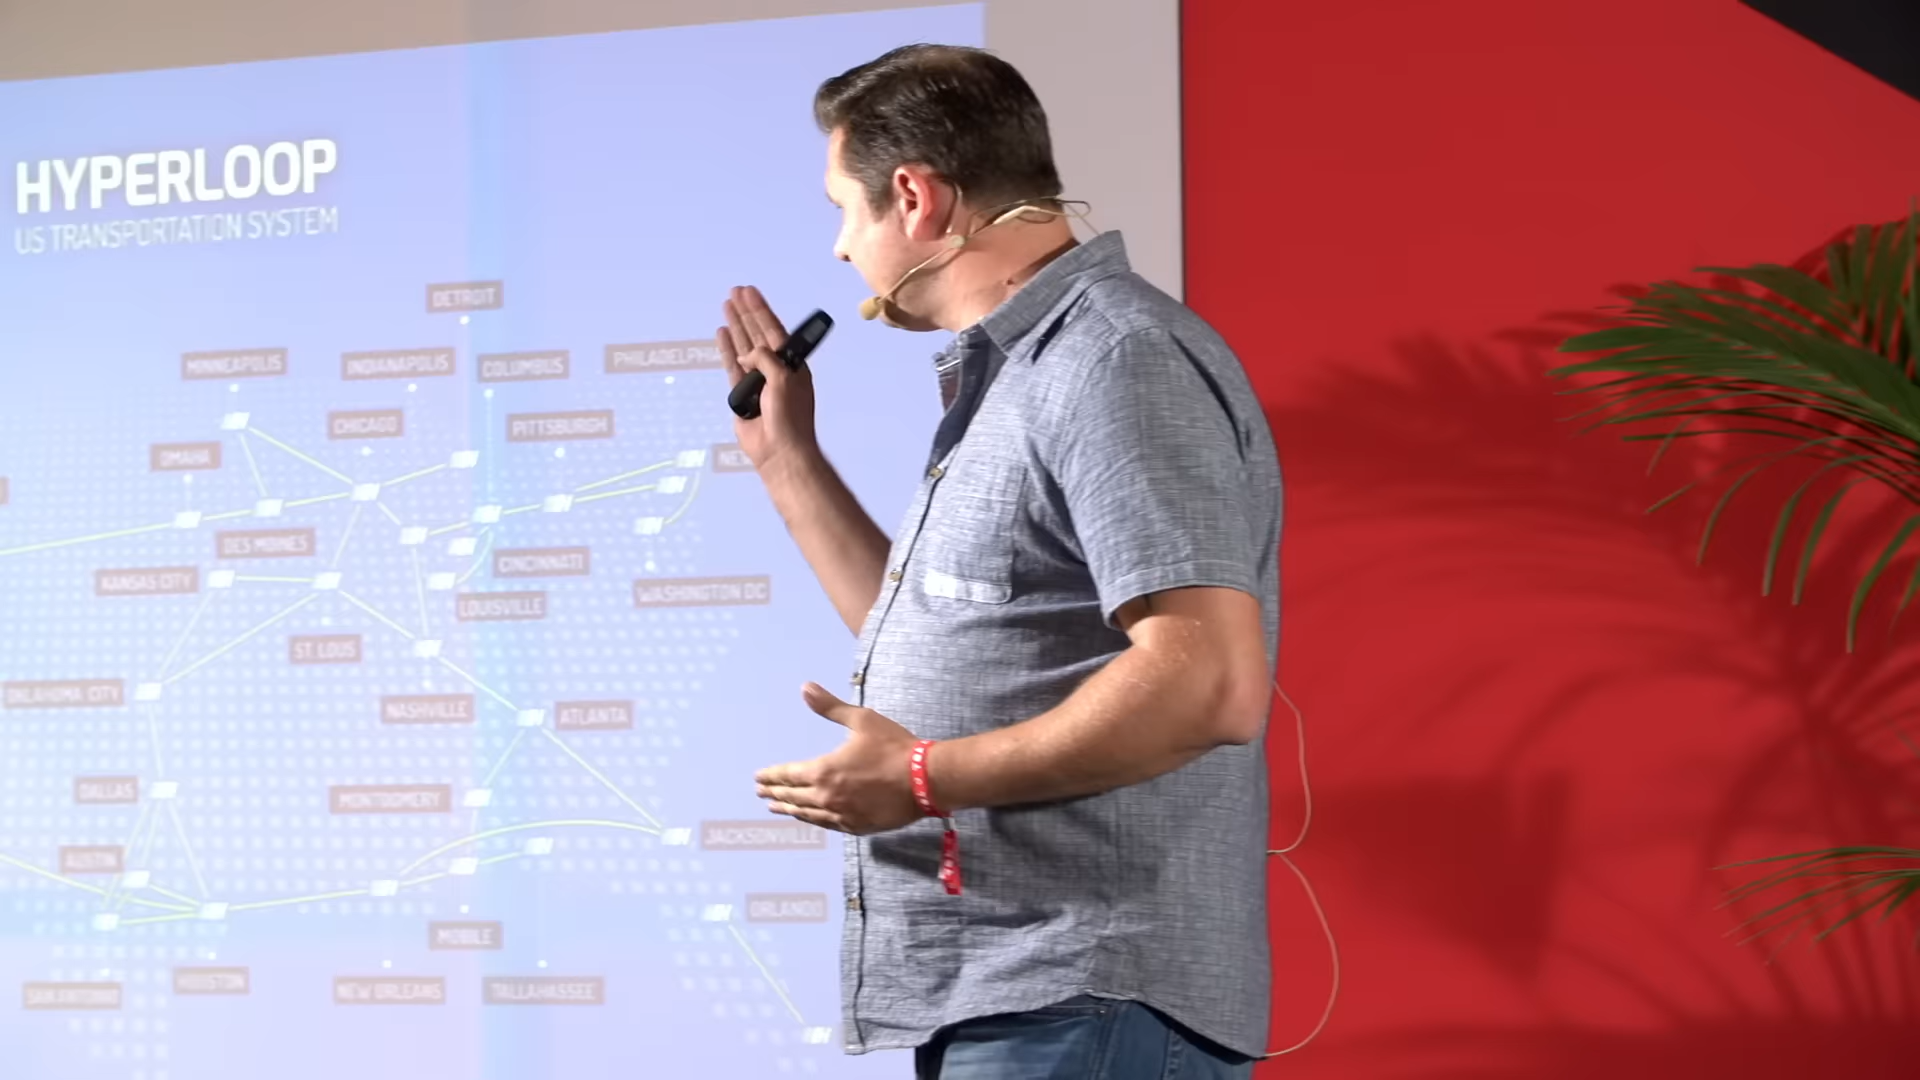 HYPERLOOP
US TRANSPORTATION SYSTEM
DETROIT
MINNEAPOLIS
INDIANAPOLIS
COLUMBUS
PHILADELPHIA
CHICAGO
PITTSBURGH
OMAHA
NEW
DES MOINES
CINCINNATI
KANSAS CITY
WASHINGTON DC
LOUISVILLE
ST. LOUIS
OKLAHOMA CITY
NASHVILLE
ATLANTA
DALLAS
MONTGOMERY
JACKSONVILLE
AUSTIN
ORLANDO
MOBILE
SAN ANTONIO
HOUSTON
NEW ORLEANS
TALLAHASSEE